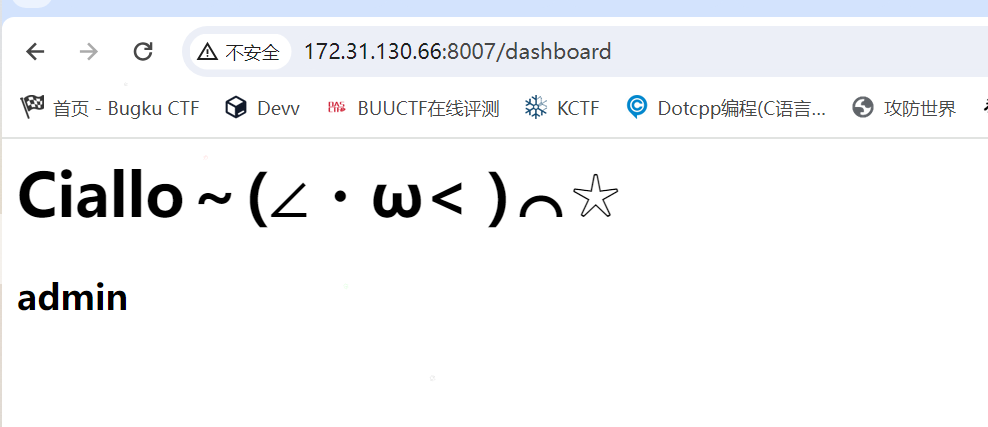 不安全 172.31.130.66:8007/dashboard
首页 - Bugku CTF Devv BUUCTF在线评测 KCTF Dotcpp编程(C语言... 攻防世界
Ciallo~(∠・ω< )⌒☆
admin